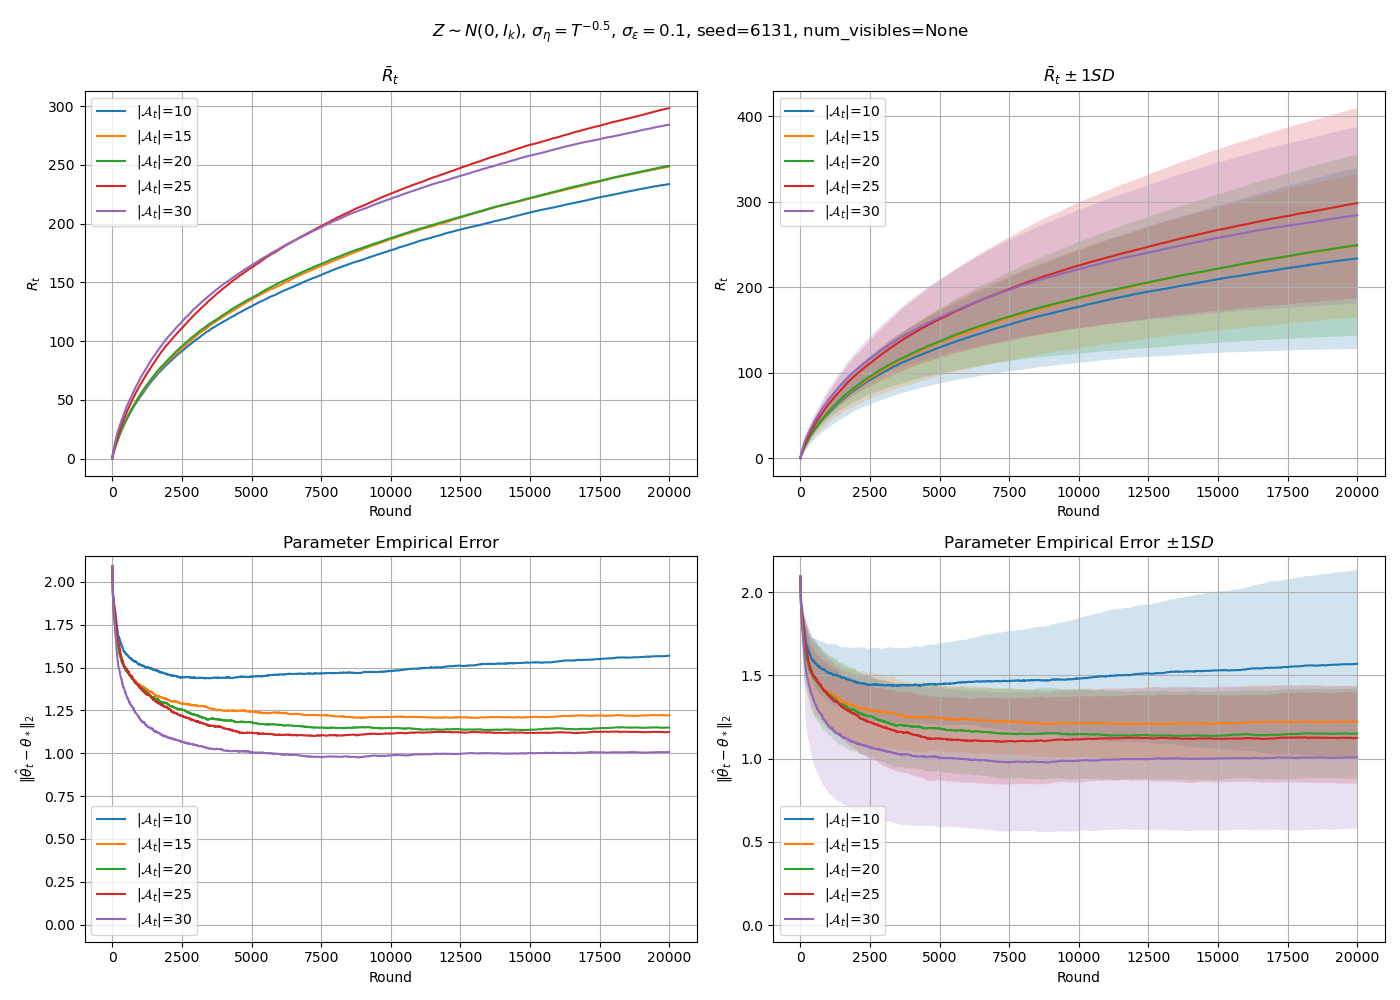 Z ∼ N(0, I_k), σ_η = T^{−0.5}, σ_ε = 0.1, seed=6131, num_visibles=None
R̄_t
300
250
200
150
100
50
0
R_t
|𝒜_t|=10
|𝒜_t|=15
|𝒜_t|=20
|𝒜_t|=25
|𝒜_t|=30
0 2500 5000 7500 10000 12500 15000 17500 20000
Round
R̄_t ± 1SD
400
300
200
100
0
R_t
|𝒜_t|=10
|𝒜_t|=15
|𝒜_t|=20
|𝒜_t|=25
|𝒜_t|=30
0 2500 5000 7500 10000 12500 15000 17500 20000
Round
Parameter Empirical Error
2.00
1.75
1.50
1.25
1.00
0.75
0.50
0.25
0.00
‖θ̂_t − θ_*‖_2
|𝒜_t|=10
|𝒜_t|=15
|𝒜_t|=20
|𝒜_t|=25
|𝒜_t|=30
0 2500 5000 7500 10000 12500 15000 17500 20000
Round
Parameter Empirical Error ±1SD
2.0
1.5
1.0
0.5
0.0
‖θ̂_t − θ_*‖_2
|𝒜_t|=10
|𝒜_t|=15
|𝒜_t|=20
|𝒜_t|=25
|𝒜_t|=30
0 2500 5000 7500 10000 12500 15000 17500 20000
Round